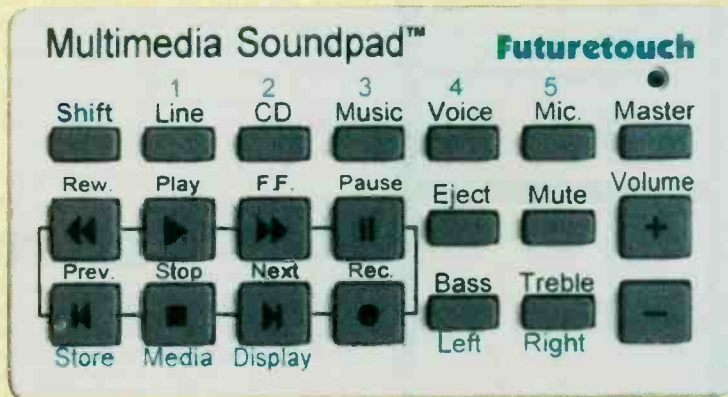 Multimedia Soundpad™ Futuretouch
1 2 3 4 5
Shift Line CD Music Voice Mic. Master
Rew. Play F.F. Pause Eject Mute Volume
+
Prev. Stop Next Rec. Bass Treble
−
Store Media Display Left Right